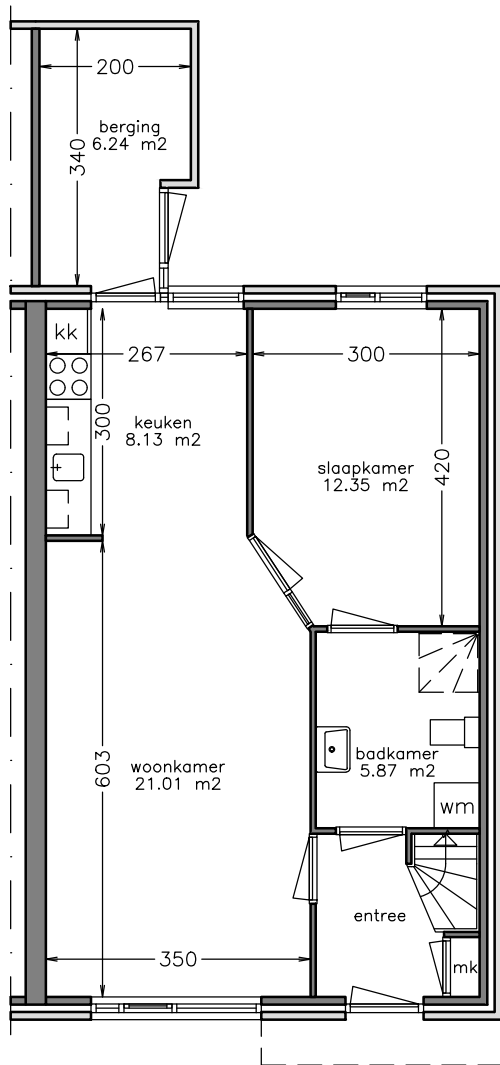 200
berging
6.24 m2
340
kk
267
300
keuken
8.13 m2
300
slaapkamer
12.35 m2
420
603
woonkamer
21.01 m2
badkamer
5.87 m2
wm
entree
350
mk